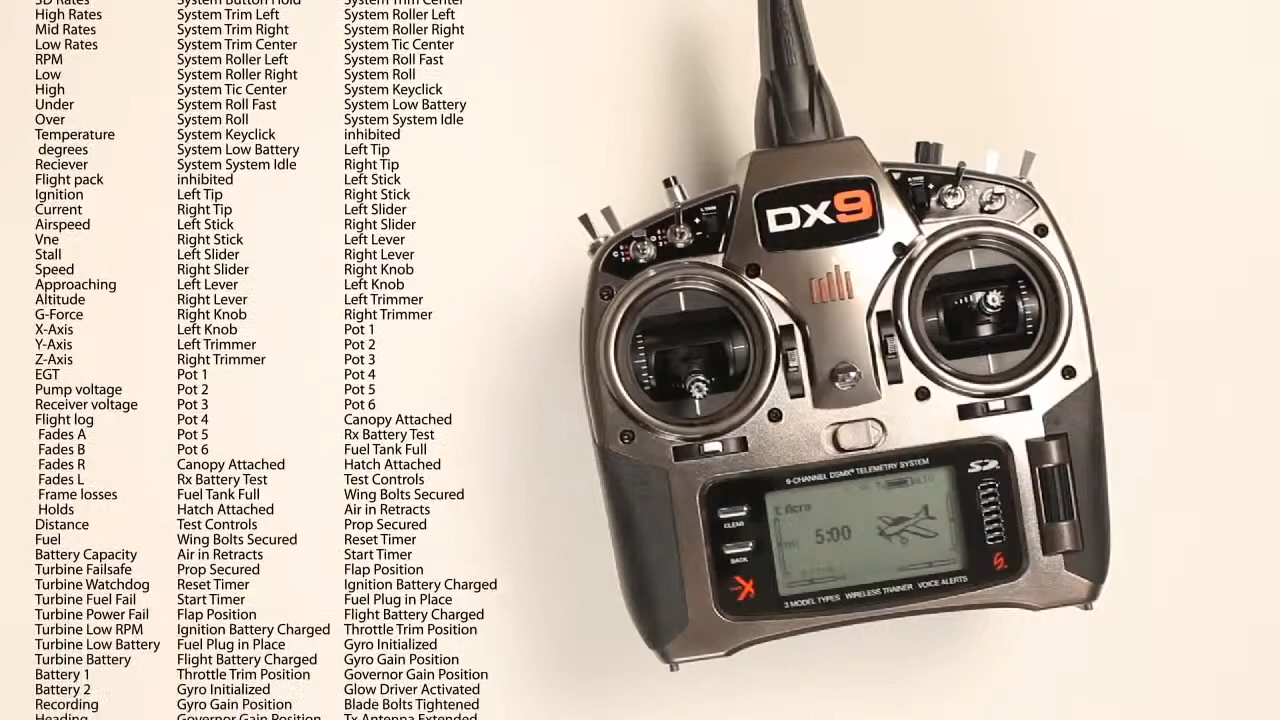 3D Rates
High Rates
Mid Rates
Low Rates
RPM
Low
High
Under
Over
Temperature
degrees
Reciever
Flight pack
Ignition
Current
Airspeed
Vne
Stall
Speed
Approaching
Altitude
G-Force
X-Axis
Y-Axis
Z-Axis
EGT
Pump voltage
Receiver voltage
Flight log
Fades A
Fades B
Fades R
Fades L
Frame losses
Holds
Distance
Fuel
Battery Capacity
Turbine Failsafe
Turbine Watchdog
Turbine Fuel Fail
Turbine Power Fail
Turbine Low RPM
Turbine Low Battery
Turbine Battery
Battery 1
Battery 2
Recording
Heading
System Button Hold
System Trim Left
System Trim Right
System Trim Center
System Roller Left
System Roller Right
System Tic Center
System Roll Fast
System Roll
System Keyclick
System Low Battery
System System Idle
inhibited
Left Tip
Right Tip
Left Stick
Right Stick
Left Slider
Right Slider
Left Lever
Right Lever
Right Knob
Left Knob
Left Trimmer
Right Trimmer
Pot 1
Pot 2
Pot 3
Pot 4
Pot 5
Pot 6
Canopy Attached
Rx Battery Test
Fuel Tank Full
Hatch Attached
Test Controls
Wing Bolts Secured
Air in Retracts
Prop Secured
Reset Timer
Start Timer
Flap Position
Ignition Battery Charged
Fuel Plug in Place
Flight Battery Charged
Throttle Trim Position
Gyro Initialized
Gyro Gain Position
Governor Gain Position
System Trim Center
System Roller Left
System Roller Right
System Tic Center
System Roll Fast
System Roll
System Keyclick
System Low Battery
System System Idle
inhibited
Left Tip
Right Tip
Left Stick
Right Stick
Left Slider
Right Slider
Left Lever
Right Lever
Right Knob
Left Knob
Left Trimmer
Right Trimmer
Pot 1
Pot 2
Pot 3
Pot 4
Pot 5
Pot 6
Canopy Attached
Rx Battery Test
Fuel Tank Full
Hatch Attached
Test Controls
Wing Bolts Secured
Air in Retracts
Prop Secured
Reset Timer
Start Timer
Flap Position
Ignition Battery Charged
Fuel Plug in Place
Flight Battery Charged
Throttle Trim Position
Gyro Initialized
Gyro Gain Position
Governor Gain Position
Glow Driver Activated
Blade Bolts Tightened
Tx Antenna Extended
DX9
9-CHANNEL DSMX® TELEMETRY SYSTEM
SD
Acro
5:00
CLEAR
BACK
3 MODEL TYPES WIRELESS TRAINER VOICE ALERTS